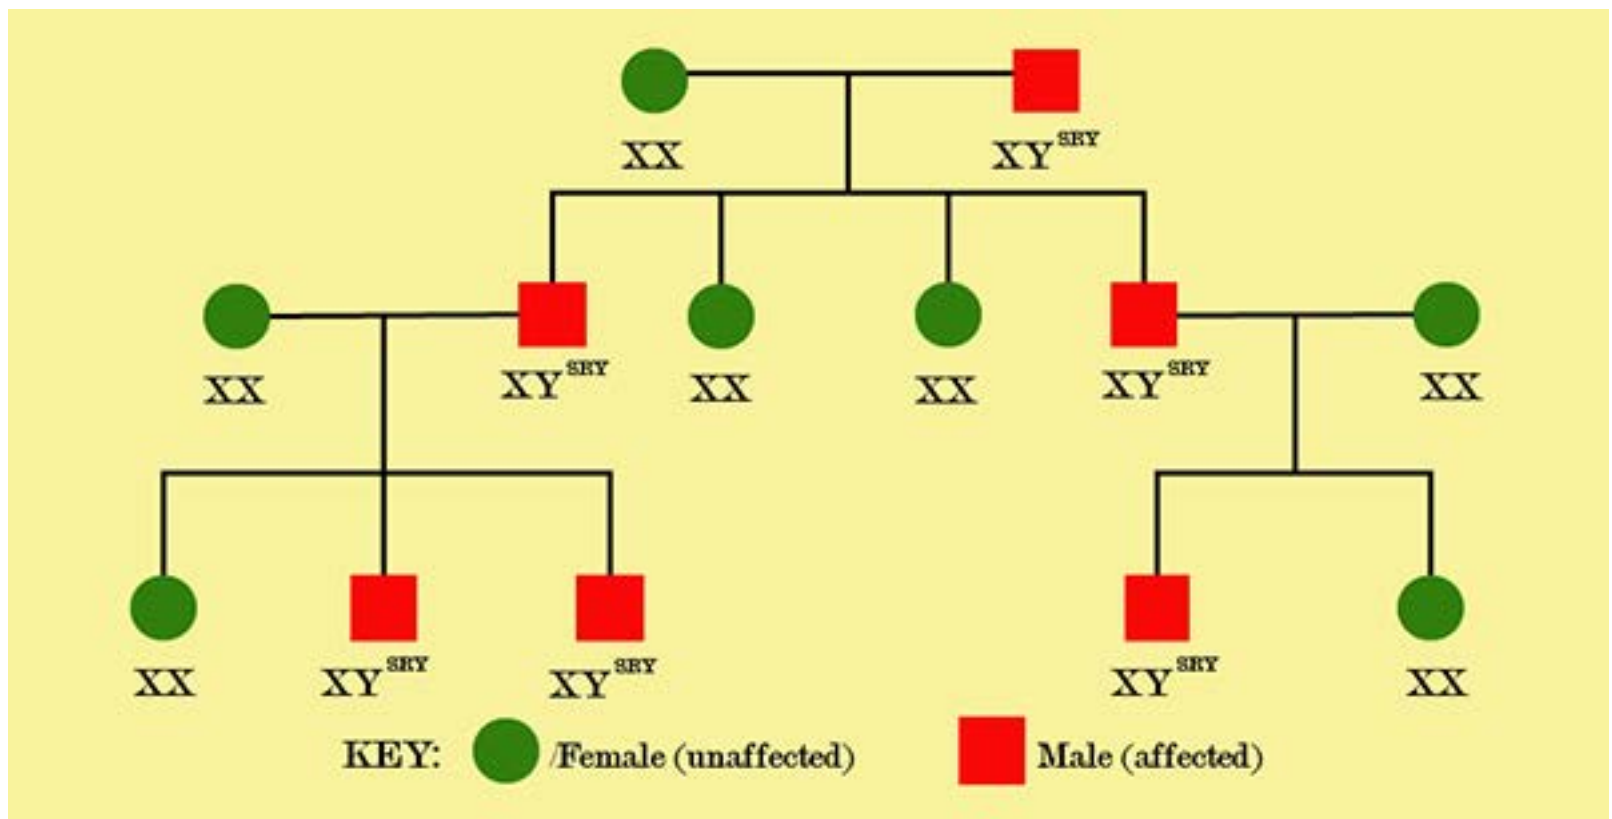 XX XY^SRY
XX XY^SRY XX XX XY^SRY XX
XX XY^SRY XY^SRY XY^SRY XX
KEY: /Female (unaffected) Male (affected)